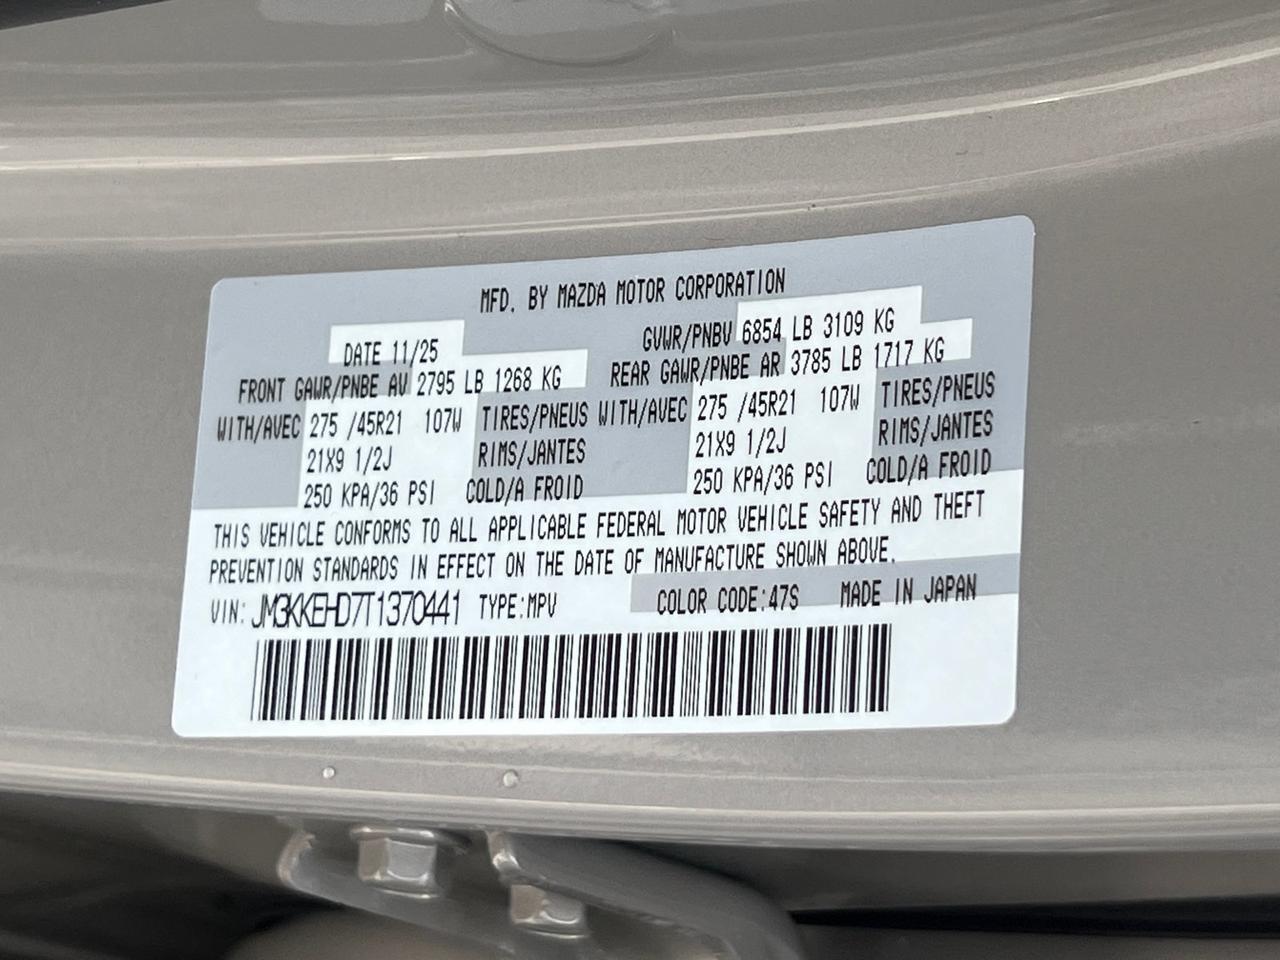 MFD. BY MAZDA MOTOR CORPORATION
DATE 11/25 GVWR/PNBV 6854 LB 3109 KG
FRONT GAWR/PNBE AV 2795 LB 1268 KG REAR GAWR/PNBE AR 3785 LB 1717 KG
WITH/AVEC 275 /45R21 107W TIRES/PNEUS WITH/AVEC 275 /45R21 107W TIRES/PNEUS
21X9 1/2J RIMS/JANTES 21X9 1/2J RIMS/JANTES
250 KPA/36 PSI COLD/A FROID 250 KPA/36 PSI COLD/A FROID
THIS VEHICLE CONFORMS TO ALL APPLICABLE FEDERAL MOTOR VEHICLE SAFETY AND THEFT
PREVENTION STANDARDS IN EFFECT ON THE DATE OF MANUFACTURE SHOWN ABOVE.
VIN: JM3KKEHD7T1370441 TYPE:MPV COLOR CODE:47S MADE IN JAPAN